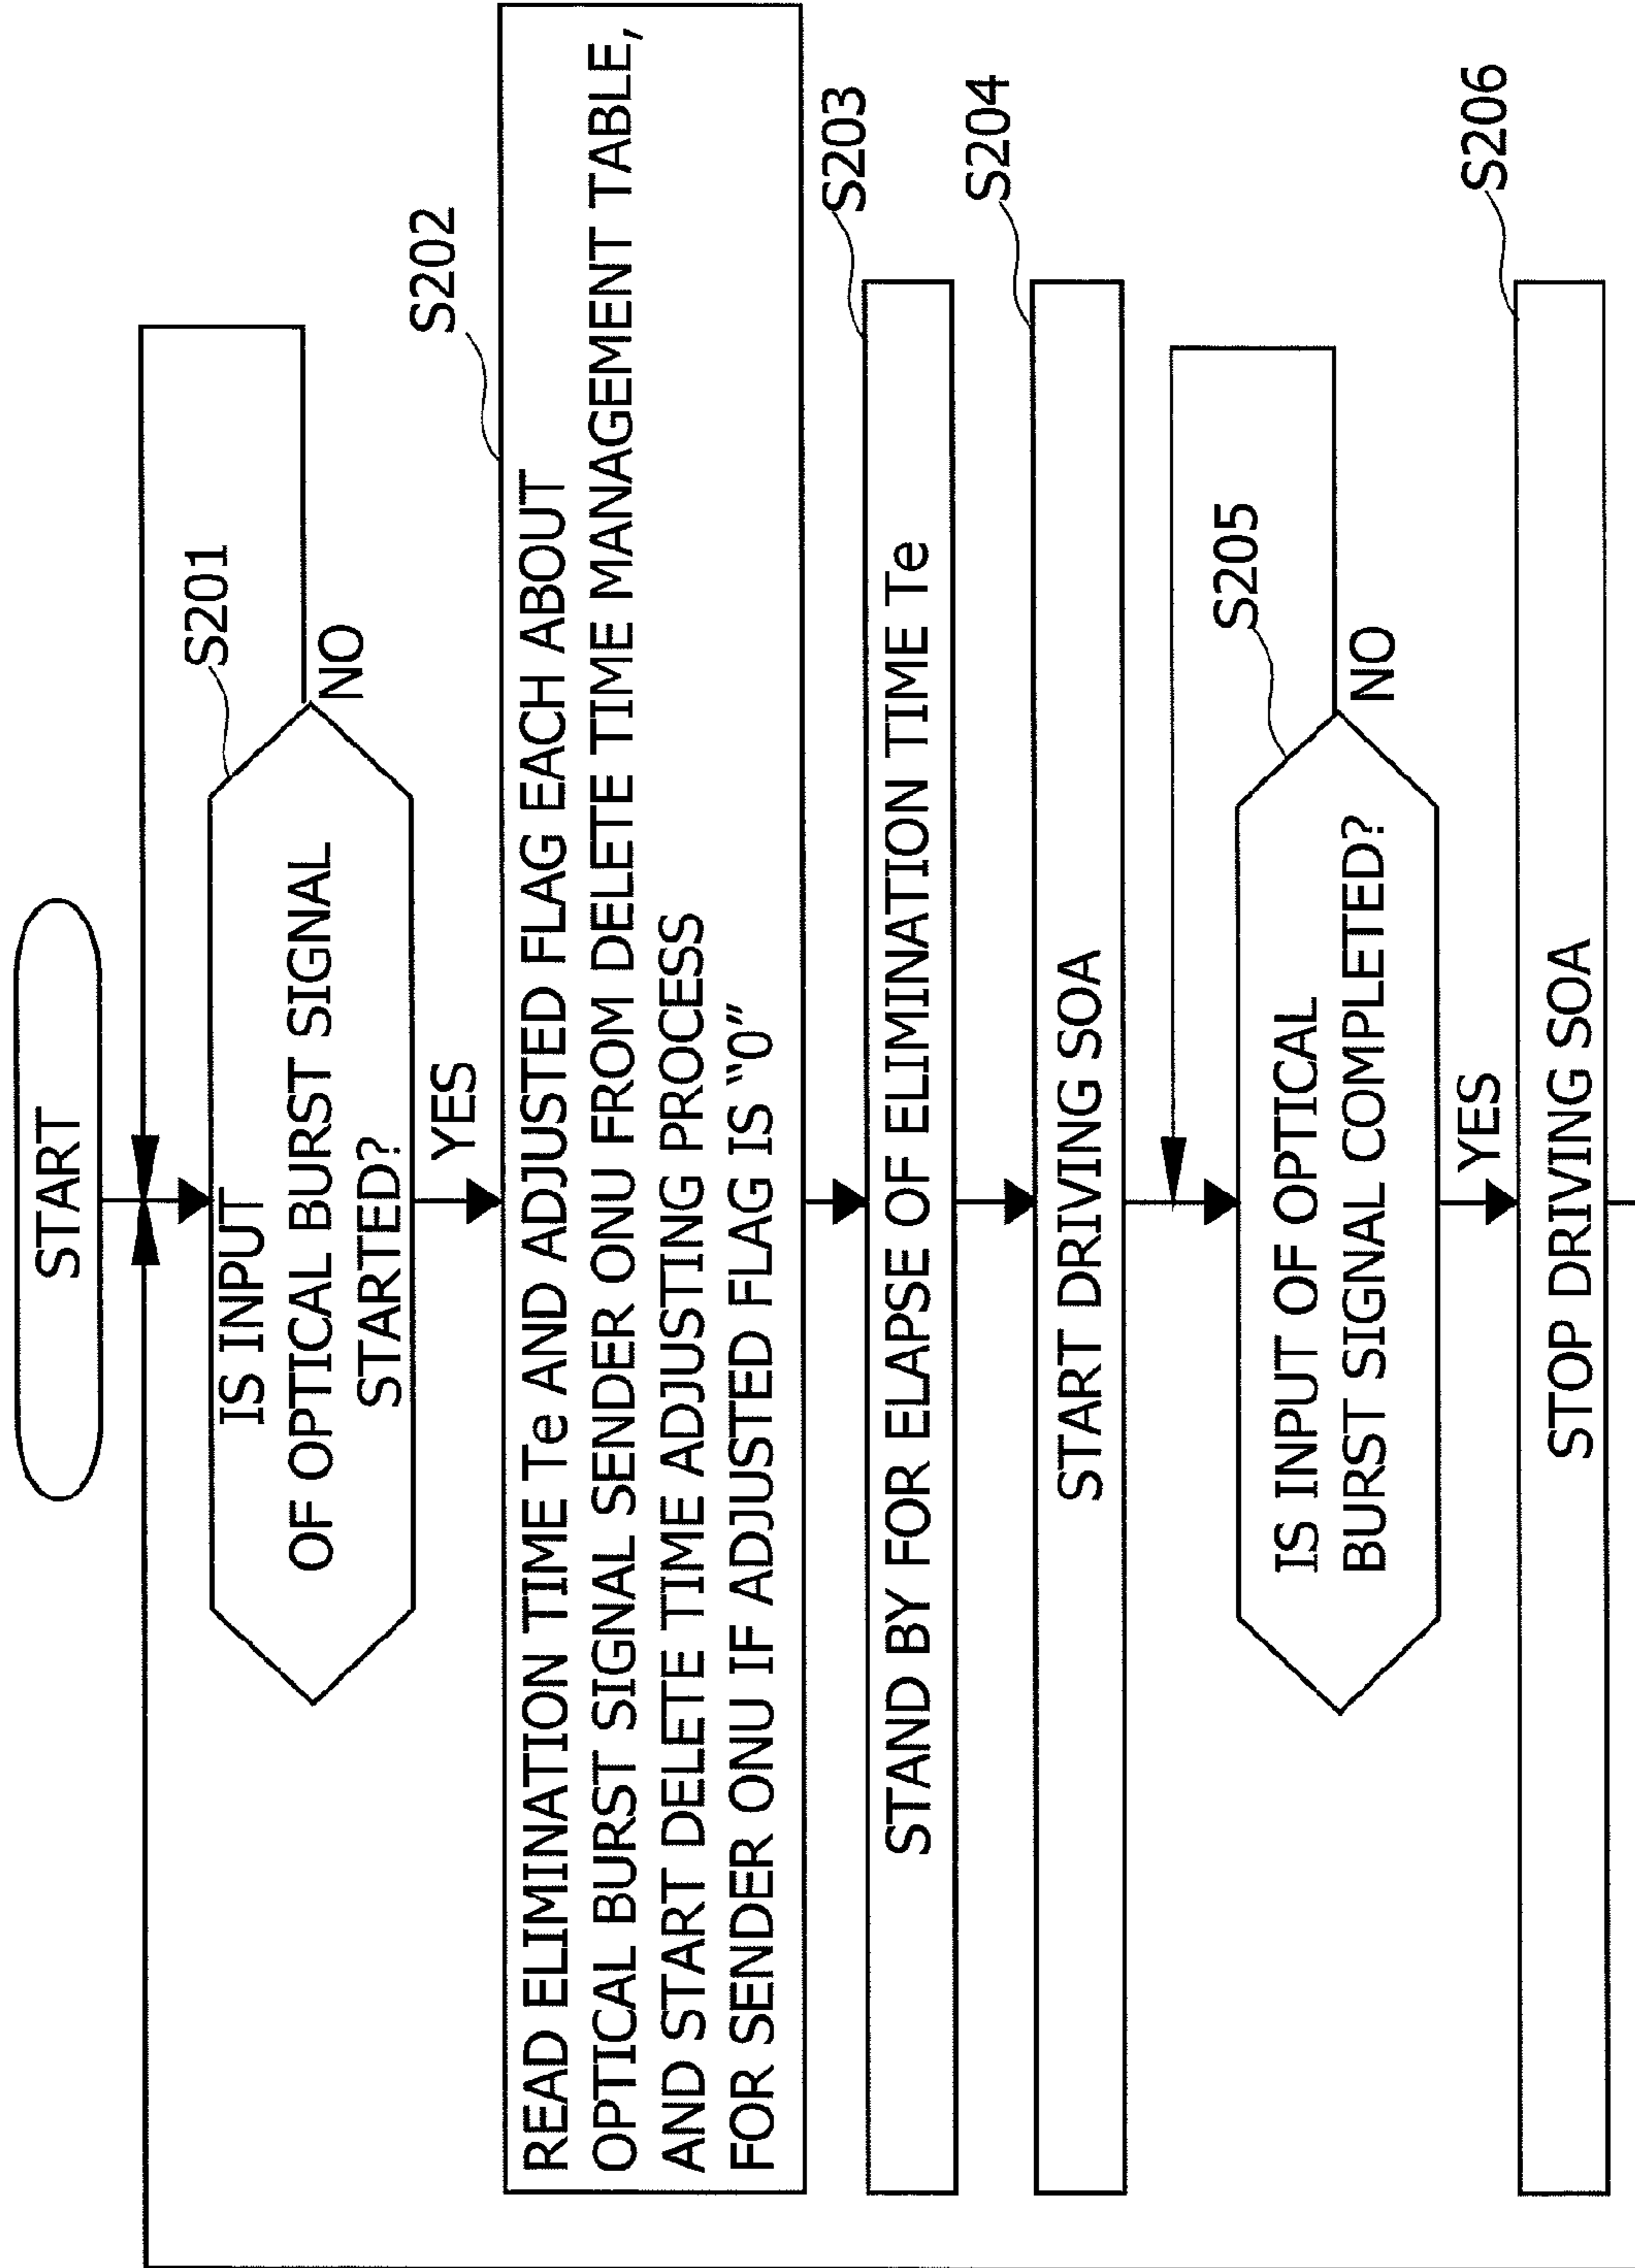 START
S201
IS INPUT
OF OPTICAL BURST SIGNAL
STARTED?
NO
YES
S202
READ ELIMINATION TIME Te AND ADJUSTED FLAG EACH ABOUT
OPTICAL BURST SIGNAL SENDER ONU FROM DELETE TIME MANAGEMENT TABLE,
AND START DELETE TIME ADJUSTING PROCESS
FOR SENDER ONU IF ADJUSTED FLAG IS “0”
S203
STAND BY FOR ELAPSE OF ELIMINATION TIME Te
S204
START DRIVING SOA
S205
IS INPUT OF OPTICAL
BURST SIGNAL COMPLETED?
NO
YES
S206
STOP DRIVING SOA